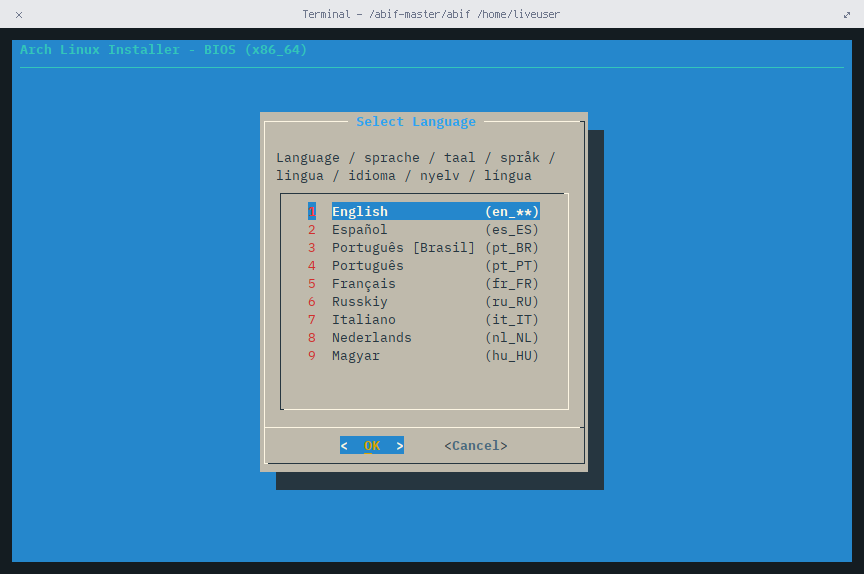 Terminal - /abif-master/abif /home/liveuser
Arch Linux Installer - BIOS (x86_64)
Select Language
Language / sprache / taal / språk /
lingua / idioma / nyelv / língua
1 English (en_**)
2 Español (es_ES)
3 Português [Brasil] (pt_BR)
4 Português (pt_PT)
5 Français (fr_FR)
6 Russkiy (ru_RU)
7 Italiano (it_IT)
8 Nederlands (nl_NL)
9 Magyar (hu_HU)
< OK > <Cancel>